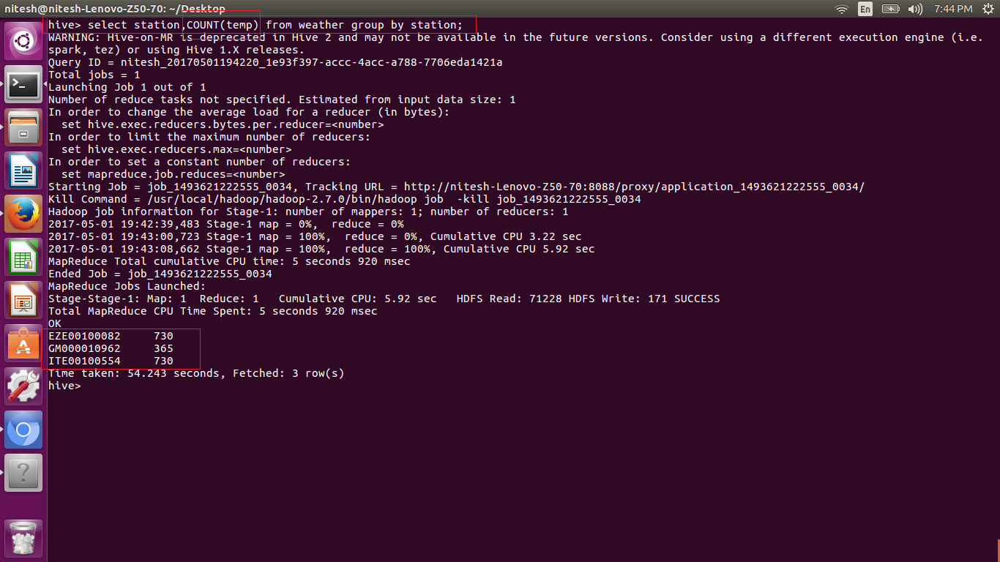 nitesh@nitesh-Lenovo-Z50-70: ~/Desktop
En
7:44 PM
hive> select station,COUNT(temp) from weather group by station;
WARNING: Hive-on-MR is deprecated in Hive 2 and may not be available in the future versions. Consider using a different execution engine (i.e.
spark, tez) or using Hive 1.X releases.
Query ID = nitesh_20170501194220_1e93f397-accc-4acc-a788-7706eda1421a
Total jobs = 1
Launching Job 1 out of 1
Number of reduce tasks not specified. Estimated from input data size: 1
In order to change the average load for a reducer (in bytes):
  set hive.exec.reducers.bytes.per.reducer=<number>
In order to limit the maximum number of reducers:
  set hive.exec.reducers.max=<number>
In order to set a constant number of reducers:
  set mapreduce.job.reduces=<number>
Starting Job = job_1493621222555_0034, Tracking URL = http://nitesh-Lenovo-Z50-70:8088/proxy/application_1493621222555_0034/
Kill Command = /usr/local/hadoop/hadoop-2.7.0/bin/hadoop job  -kill job_1493621222555_0034
Hadoop job information for Stage-1: number of mappers: 1; number of reducers: 1
2017-05-01 19:42:39,483 Stage-1 map = 0%,  reduce = 0%
2017-05-01 19:43:00,723 Stage-1 map = 100%,  reduce = 0%, Cumulative CPU 3.22 sec
2017-05-01 19:43:08,662 Stage-1 map = 100%,  reduce = 100%, Cumulative CPU 5.92 sec
MapReduce Total cumulative CPU time: 5 seconds 920 msec
Ended Job = job_1493621222555_0034
MapReduce Jobs Launched:
Stage-Stage-1: Map: 1  Reduce: 1   Cumulative CPU: 5.92 sec   HDFS Read: 71228 HDFS Write: 171 SUCCESS
Total MapReduce CPU Time Spent: 5 seconds 920 msec
OK
EZE00100082     730
GM000010962     365
ITE00100554     730
Time taken: 54.243 seconds, Fetched: 3 row(s)
hive>